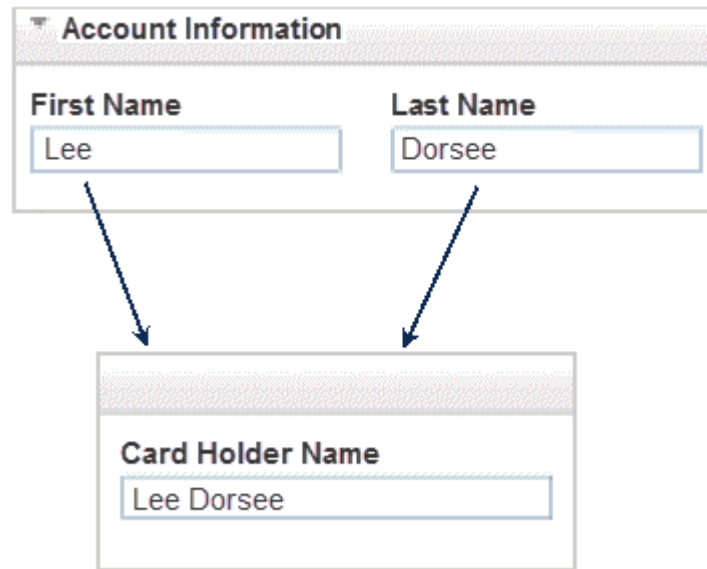 Account Information
First Name Last Name
Lee Dorsee
Card Holder Name
Lee Dorsee